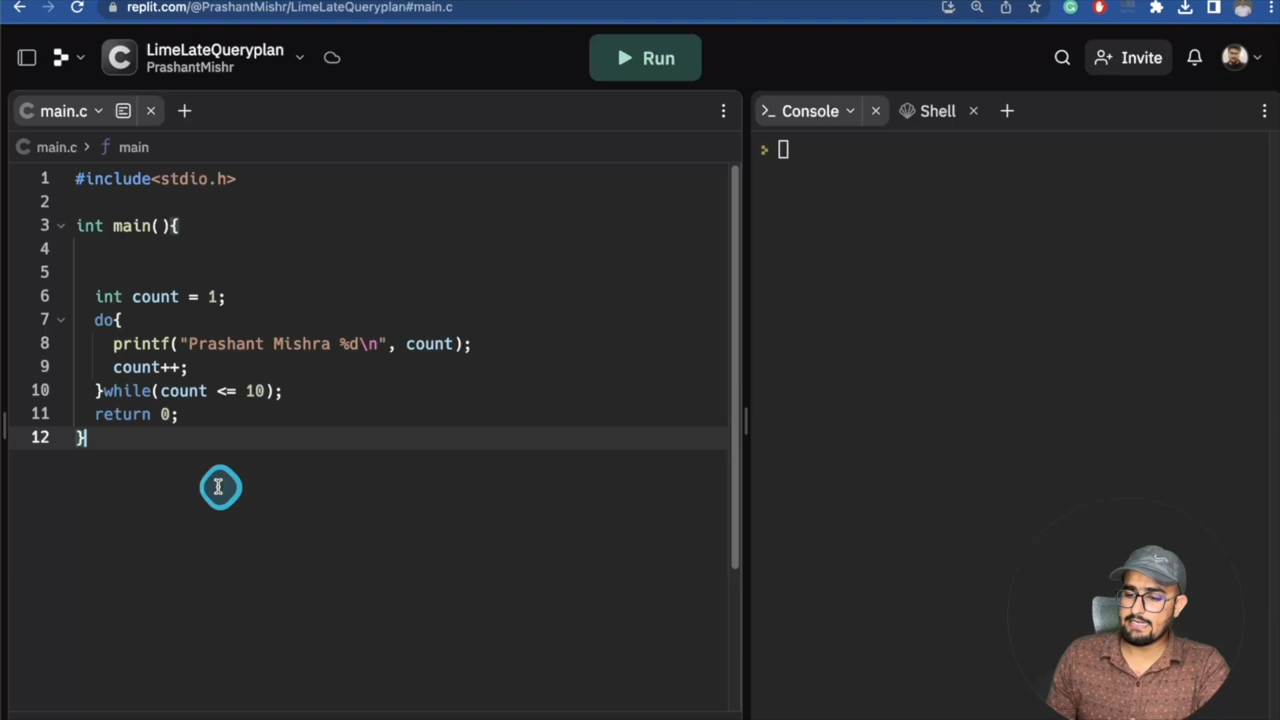 replit.com/@PrashantMishr/LimeLateQueryplan#main.c
C LimeLateQueryplan
PrashantMishr
Run
Invite
C main.c
>_ Console
Shell
C main.c > ƒ main
1 #include<stdio.h>
2
3 int main(){
4
5
6 int count = 1;
7 do{
8 printf("Prashant Mishra %d\n", count);
9 count++;
10 }while(count <= 10);
11 return 0;
12 }